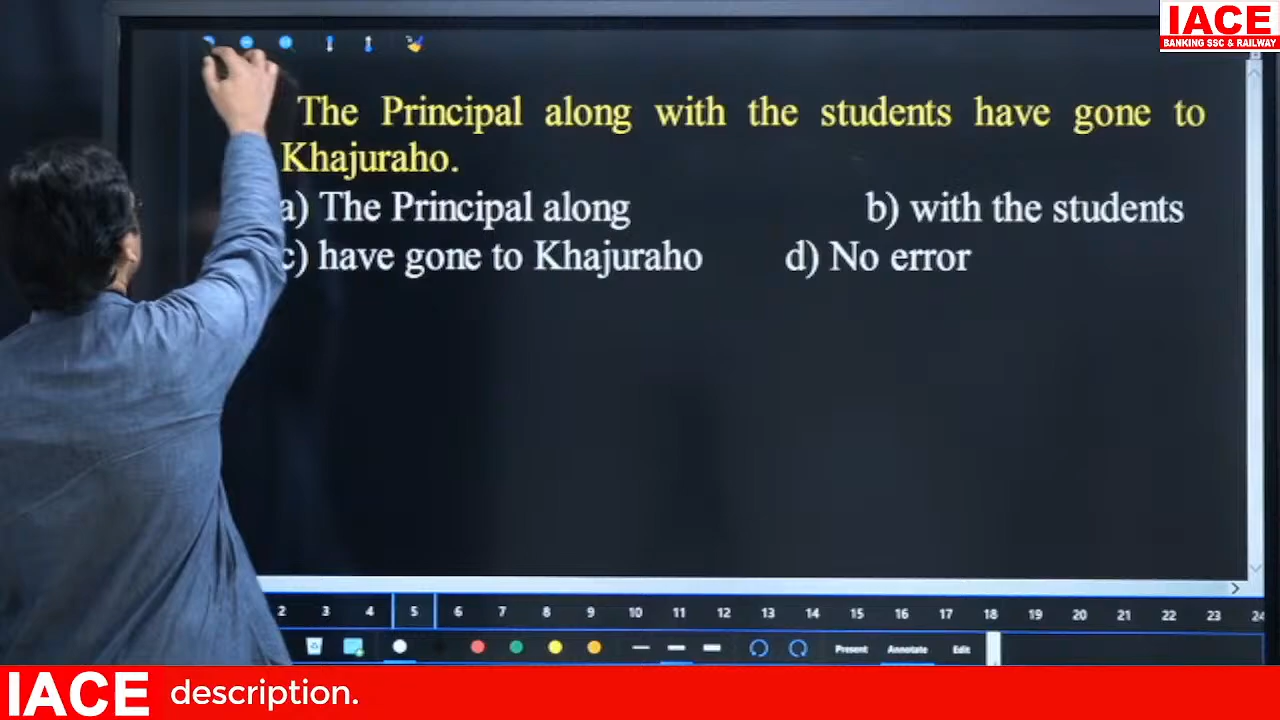 IACE
BANKING SSC & RAILWAY
The Principal along with the students have gone to
Khajuraho.
a) The Principal along b) with the students
c) have gone to Khajuraho d) No error
2 3 4 5 6 7 8 9 10 11 12 13 14 15 16 17 18 19 20 21 22 23 24
Present Annotate Edit
IACE description.